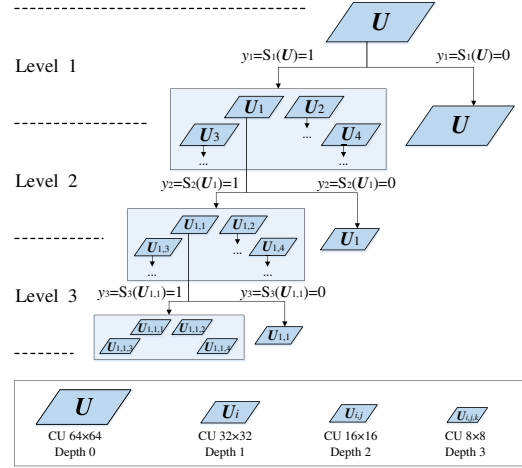 U
y1=S1(U)=1
y1=S1(U)=0
Level 1
U1
U2
U
U3
...
U4
...
...
Level 2
y2=S2(U1)=1
y2=S2(U1)=0
U1,1
U1,2
U1
U1,3
...
U1,4
...
...
Level 3
y3=S3(U1,1)=1
y3=S3(U1,1)=0
U1,1,1
U1,1,2
U1,1
U1,1,3
U1,1,4
U
Ui
Ui,j
Ui,j,k
CU 64×64
CU 32×32
CU 16×16
CU 8×8
Depth 0
Depth 1
Depth 2
Depth 3